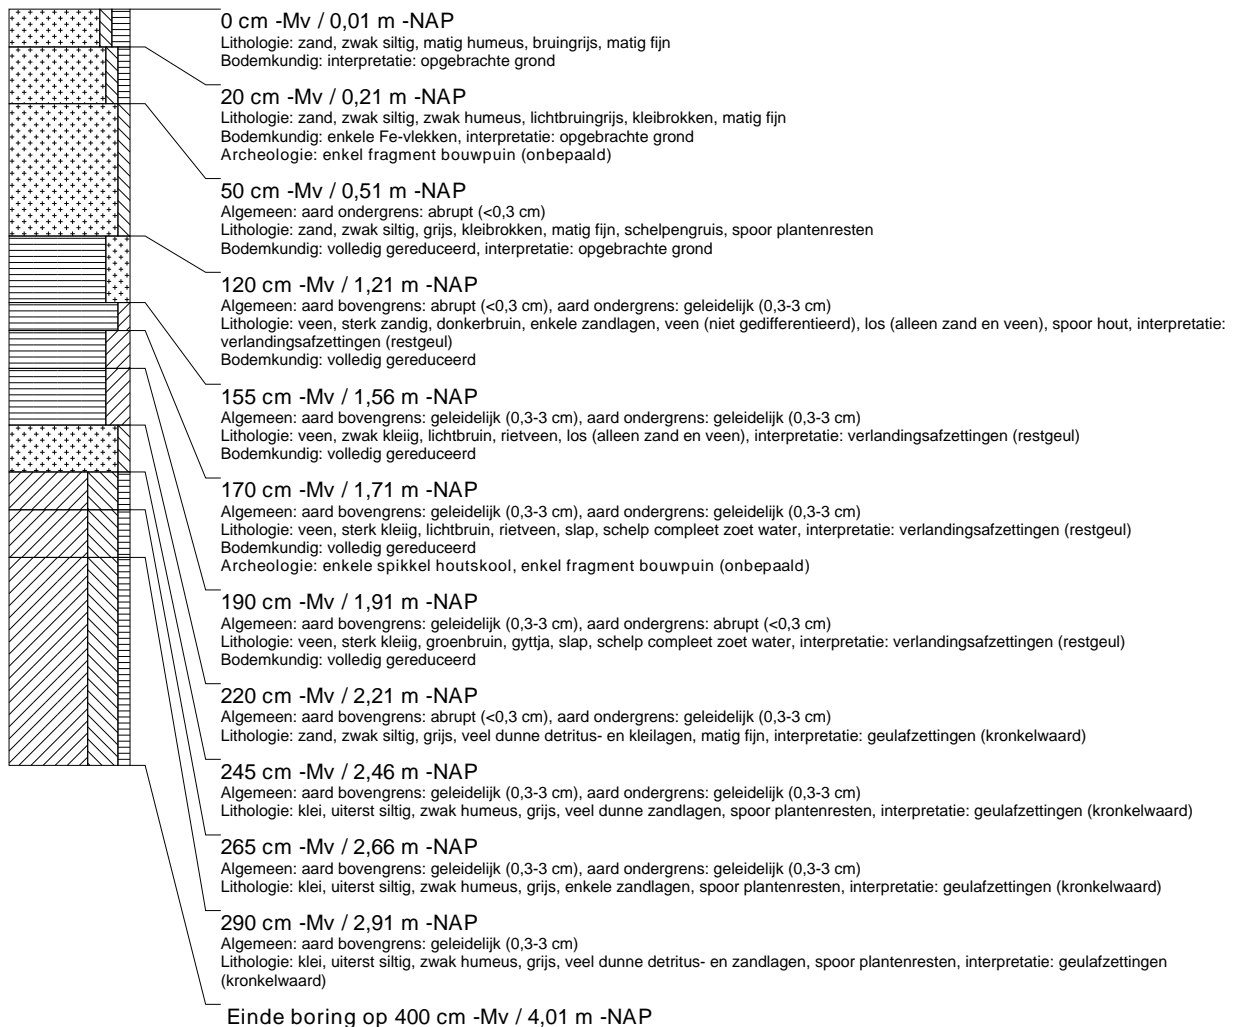 0 cm -Mv / 0,01 m -NAP
Lithologie: zand, zwak siltig, matig humeus, bruingrijs, matig fijn
Bodemkundig: interpretatie: opgebrachte grond
20 cm -Mv / 0,21 m -NAP
Lithologie: zand, zwak siltig, zwak humeus, lichtbruingrijs, kleibrokken, matig fijn
Bodemkundig: enkele Fe-vlekken, interpretatie: opgebrachte grond
Archeologie: enkel fragment bouwpuin (onbepaald)
50 cm -Mv / 0,51 m -NAP
Algemeen: aard ondergrens: abrupt (<0,3 cm)
Lithologie: zand, zwak siltig, grijs, kleibrokken, matig fijn, schelpengruis, spoor plantenresten
Bodemkundig: volledig gereduceerd, interpretatie: opgebrachte grond
120 cm -Mv / 1,21 m -NAP
Algemeen: aard bovengrens: abrupt (<0,3 cm), aard ondergrens: geleidelijk (0,3-3 cm)
Lithologie: veen, sterk zandig, donkerbruin, enkele zandlagen, veen (niet gedifferentieerd), los (alleen zand en veen), spoor hout, interpretatie:
verlandingsafzettingen (restgeul)
Bodemkundig: volledig gereduceerd
155 cm -Mv / 1,56 m -NAP
Algemeen: aard bovengrens: geleidelijk (0,3-3 cm), aard ondergrens: geleidelijk (0,3-3 cm)
Lithologie: veen, zwak kleiig, lichtbruin, rietveen, los (alleen zand en veen), interpretatie: verlandingsafzettingen (restgeul)
Bodemkundig: volledig gereduceerd
170 cm -Mv / 1,71 m -NAP
Algemeen: aard bovengrens: geleidelijk (0,3-3 cm), aard ondergrens: geleidelijk (0,3-3 cm)
Lithologie: veen, sterk kleiig, lichtbruin, rietveen, slap, schelp compleet zoet water, interpretatie: verlandingsafzettingen (restgeul)
Bodemkundig: volledig gereduceerd
Archeologie: enkele spikkel houtskool, enkel fragment bouwpuin (onbepaald)
190 cm -Mv / 1,91 m -NAP
Algemeen: aard bovengrens: geleidelijk (0,3-3 cm), aard ondergrens: abrupt (<0,3 cm)
Lithologie: veen, sterk kleiig, groenbruin, gyttja, slap, schelp compleet zoet water, interpretatie: verlandingsafzettingen (restgeul)
Bodemkundig: volledig gereduceerd
220 cm -Mv / 2,21 m -NAP
Algemeen: aard bovengrens: abrupt (<0,3 cm), aard ondergrens: geleidelijk (0,3-3 cm)
Lithologie: zand, zwak siltig, grijs, veel dunne detritus- en kleilagen, matig fijn, interpretatie: geulafzettingen (kronkelwaard)
245 cm -Mv / 2,46 m -NAP
Algemeen: aard bovengrens: geleidelijk (0,3-3 cm), aard ondergrens: geleidelijk (0,3-3 cm)
Lithologie: klei, uiterst siltig, zwak humeus, grijs, veel dunne zandlagen, spoor plantenresten, interpretatie: geulafzettingen (kronkelwaard)
265 cm -Mv / 2,66 m -NAP
Algemeen: aard bovengrens: geleidelijk (0,3-3 cm), aard ondergrens: geleidelijk (0,3-3 cm)
Lithologie: klei, uiterst siltig, zwak humeus, grijs, enkele zandlagen, spoor plantenresten, interpretatie: geulafzettingen (kronkelwaard)
290 cm -Mv / 2,91 m -NAP
Algemeen: aard bovengrens: geleidelijk (0,3-3 cm)
Lithologie: klei, uiterst siltig, zwak humeus, grijs, veel dunne detritus- en zandlagen, spoor plantenresten, interpretatie: geulafzettingen
(kronkelwaard)
Einde boring op 400 cm -Mv / 4,01 m -NAP